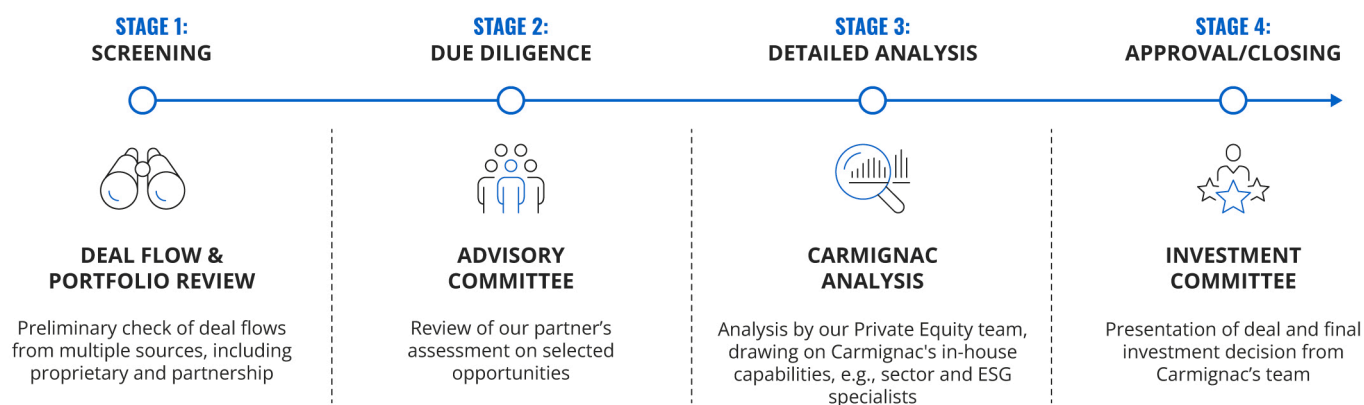 STAGE 1:
SCREENING
DEAL FLOW &
PORTFOLIO REVIEW
Preliminary check of deal flows
from multiple sources, including
proprietary and partnership
STAGE 2:
DUE DILIGENCE
ADVISORY
COMMITTEE
Review of our partner’s
assessment on selected
opportunities
STAGE 3:
DETAILED ANALYSIS
CARMIGNAC
ANALYSIS
Analysis by our Private Equity team,
drawing on Carmignac's in-house
capabilities, e.g., sector and ESG
specialists
STAGE 4:
APPROVAL/CLOSING
INVESTMENT
COMMITTEE
Presentation of deal and final
investment decision from
Carmignac’s team